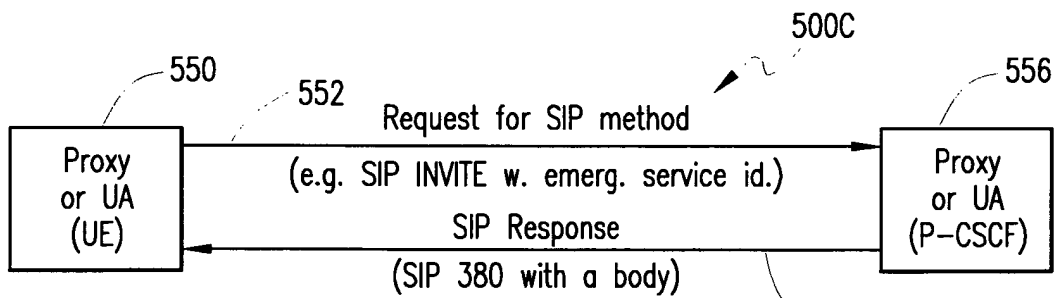 500C
550
552
556
Request for SIP method
(e.g. SIP INVITE w. emerg. service id.)
Proxy
or UA
(UE)
Proxy
or UA
(P-CSCF)
SIP Response
(SIP 380 with a body)